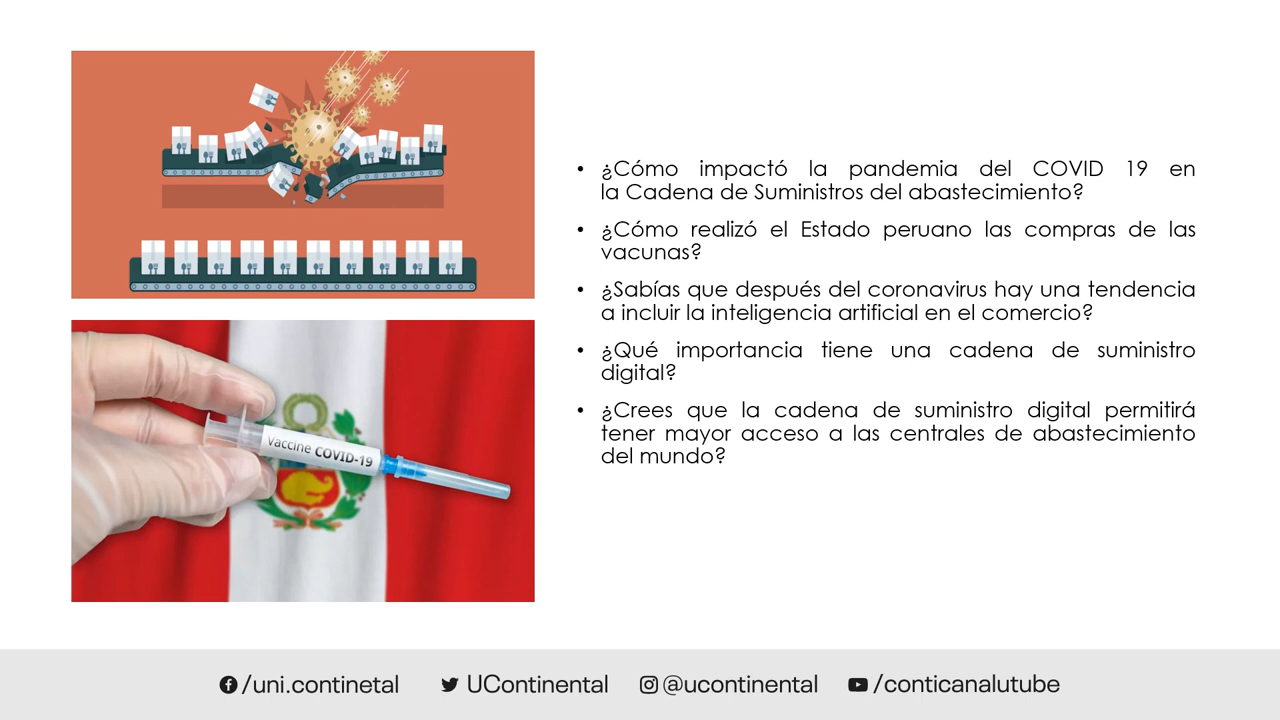 • ¿Cómo impactó la pandemia del COVID 19 en
la Cadena de Suministros del abastecimiento?
• ¿Cómo realizó el Estado peruano las compras de las
vacunas?
• ¿Sabías que después del coronavirus hay una tendencia
a incluir la inteligencia artificial en el comercio?
• ¿Qué importancia tiene una cadena de suministro
digital?
• ¿Crees que la cadena de suministro digital permitirá
tener mayor acceso a las centrales de abastecimiento
del mundo?
Vaccine COVID-19
/uni.continetal
UContinental
@ucontinental
/conticanalutube